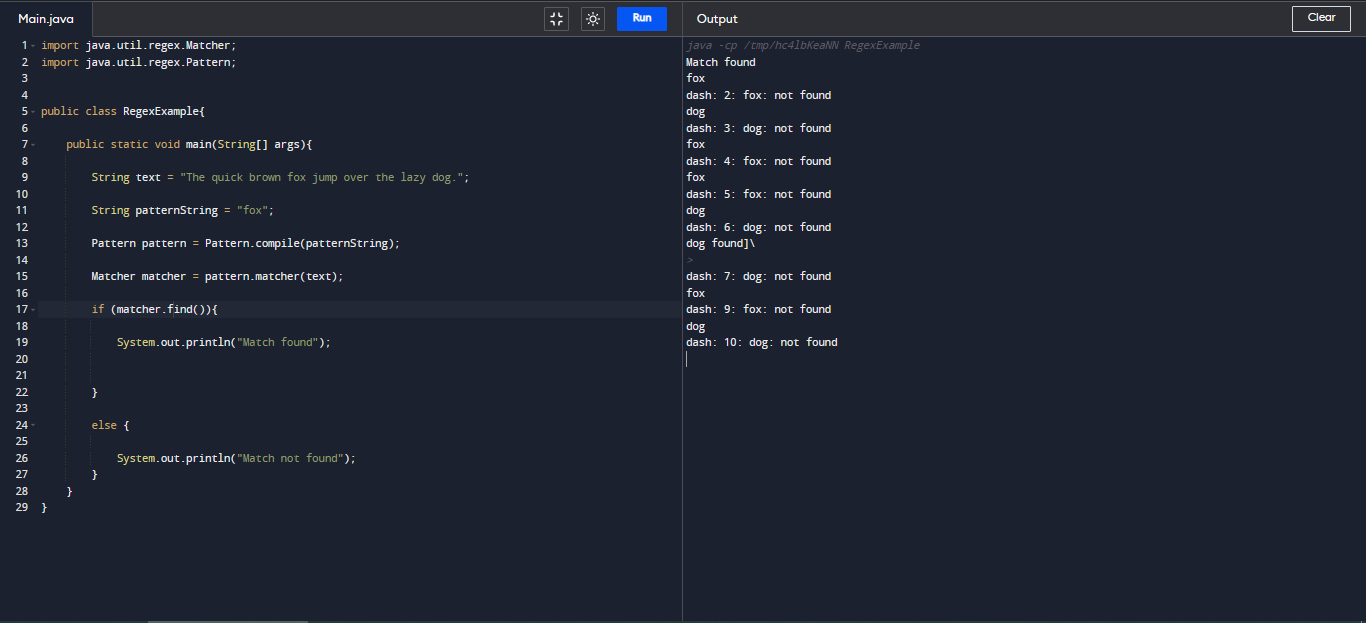 Main.java
Run
Output
Clear
1 import java.util.regex.Matcher;
2 import java.util.regex.Pattern;
3
4
5 public class RegexExample{
6
7     public static void main(String[] args){
8
9         String text = "The quick brown fox jump over the lazy dog.";
10
11         String patternString = "fox";
12
13         Pattern pattern = Pattern.compile(patternString);
14
15         Matcher matcher = pattern.matcher(text);
16
17         if (matcher.find()){
18
19             System.out.println("Match found");
20
21
22         }
23
24         else {
25
26             System.out.println("Match not found");
27         }
28     }
29 }
java -cp /tmp/hc4lbKeaNN RegexExample
Match found
fox
dash: 2: fox: not found
dog
dash: 3: dog: not found
fox
dash: 4: fox: not found
fox
dash: 5: fox: not found
dog
dash: 6: dog: not found
dog found]\
>
dash: 7: dog: not found
fox
dash: 9: fox: not found
dog
dash: 10: dog: not found